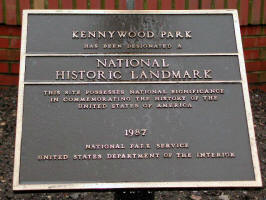 KENNYWOOD PARK
HAS BEEN DESIGNATED A
NATIONAL
HISTORIC LANDMARK
THIS SITE POSSESSES NATIONAL SIGNIFICANCE
IN COMMEMORATING THE HISTORY OF THE
UNITED STATES OF AMERICA
1987
NATIONAL PARK SERVICE
UNITED STATES DEPARTMENT OF THE INTERIOR